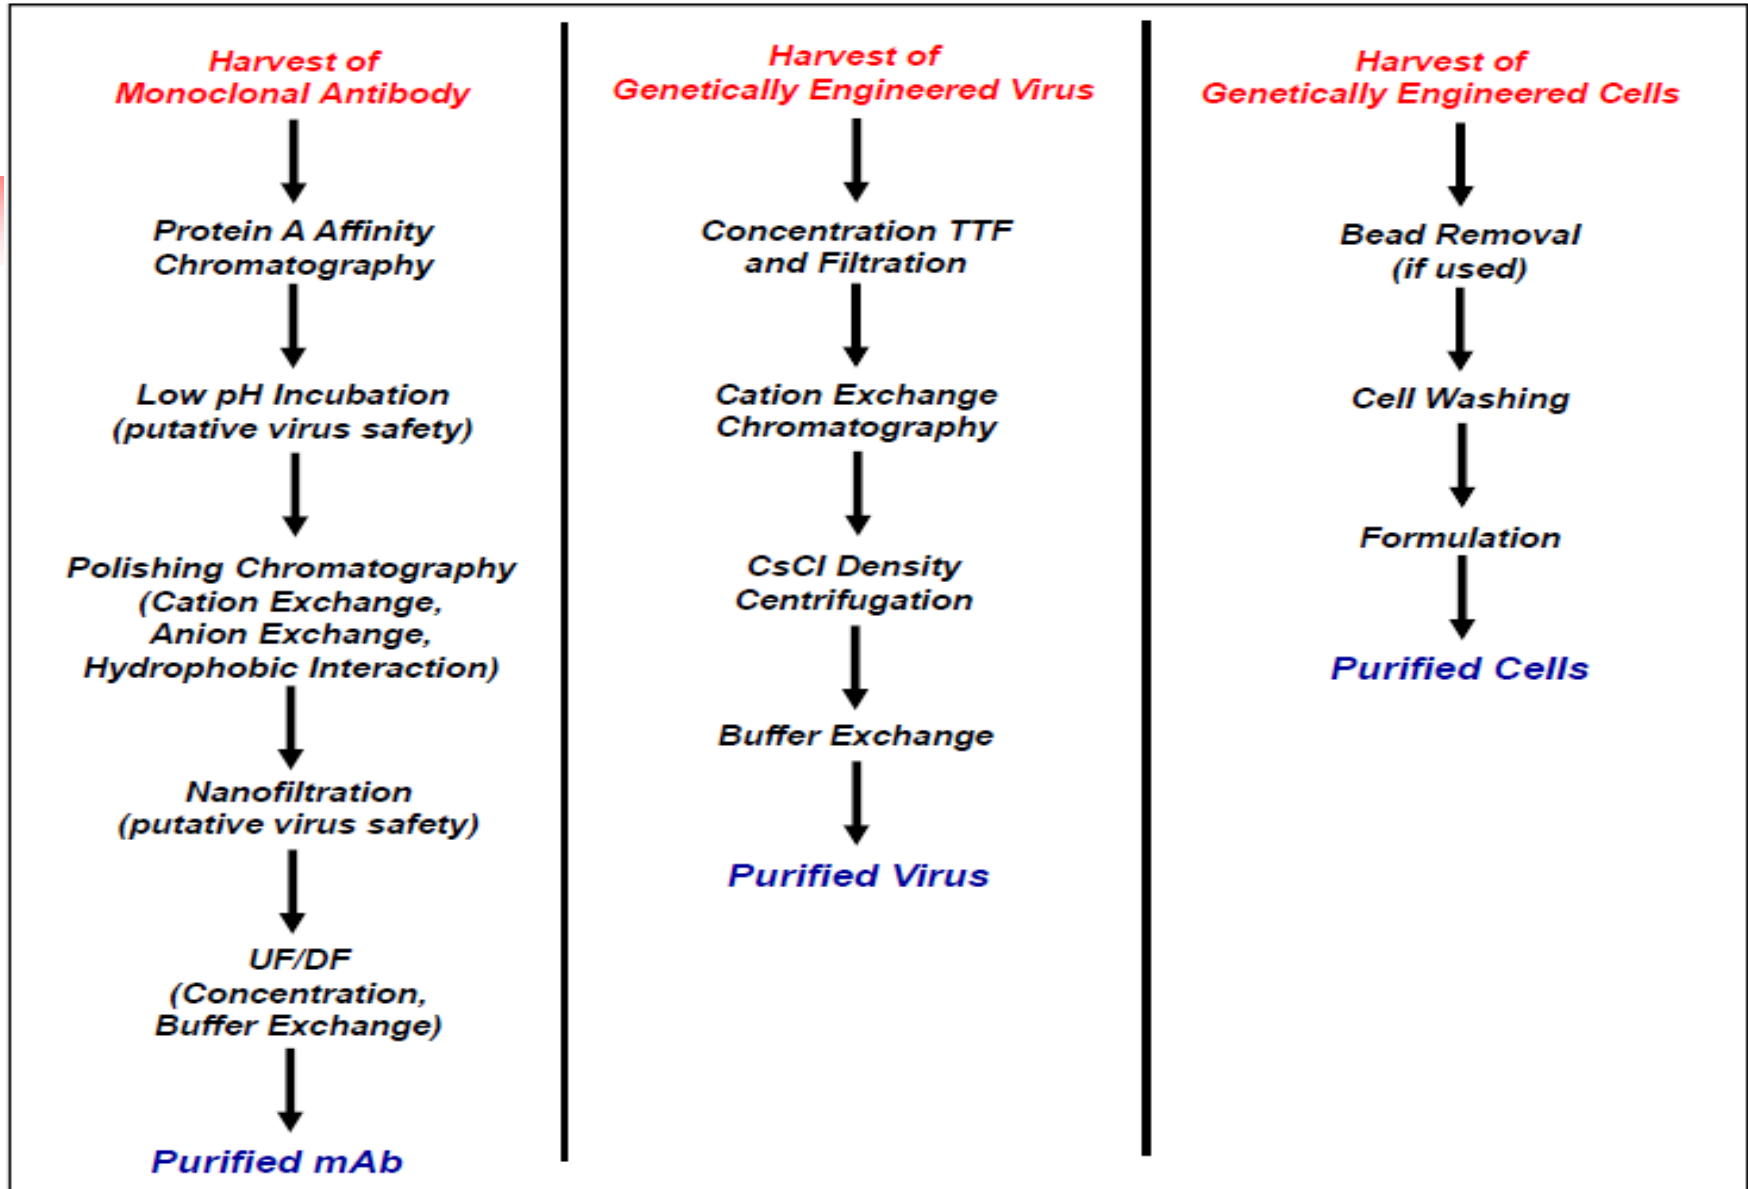 Harvest of
Monoclonal Antibody
Protein A Affinity
Chromatography
Low pH Incubation
(putative virus safety)
Polishing Chromatography
(Cation Exchange,
Anion Exchange,
Hydrophobic Interaction)
Nanofiltration
(putative virus safety)
UF/DF
(Concentration,
Buffer Exchange)
Purified mAb
Harvest of
Genetically Engineered Virus
Concentration TTF
and Filtration
Cation Exchange
Chromatography
CsCl Density
Centrifugation
Buffer Exchange
Purified Virus
Harvest of
Genetically Engineered Cells
Bead Removal
(if used)
Cell Washing
Formulation
Purified Cells